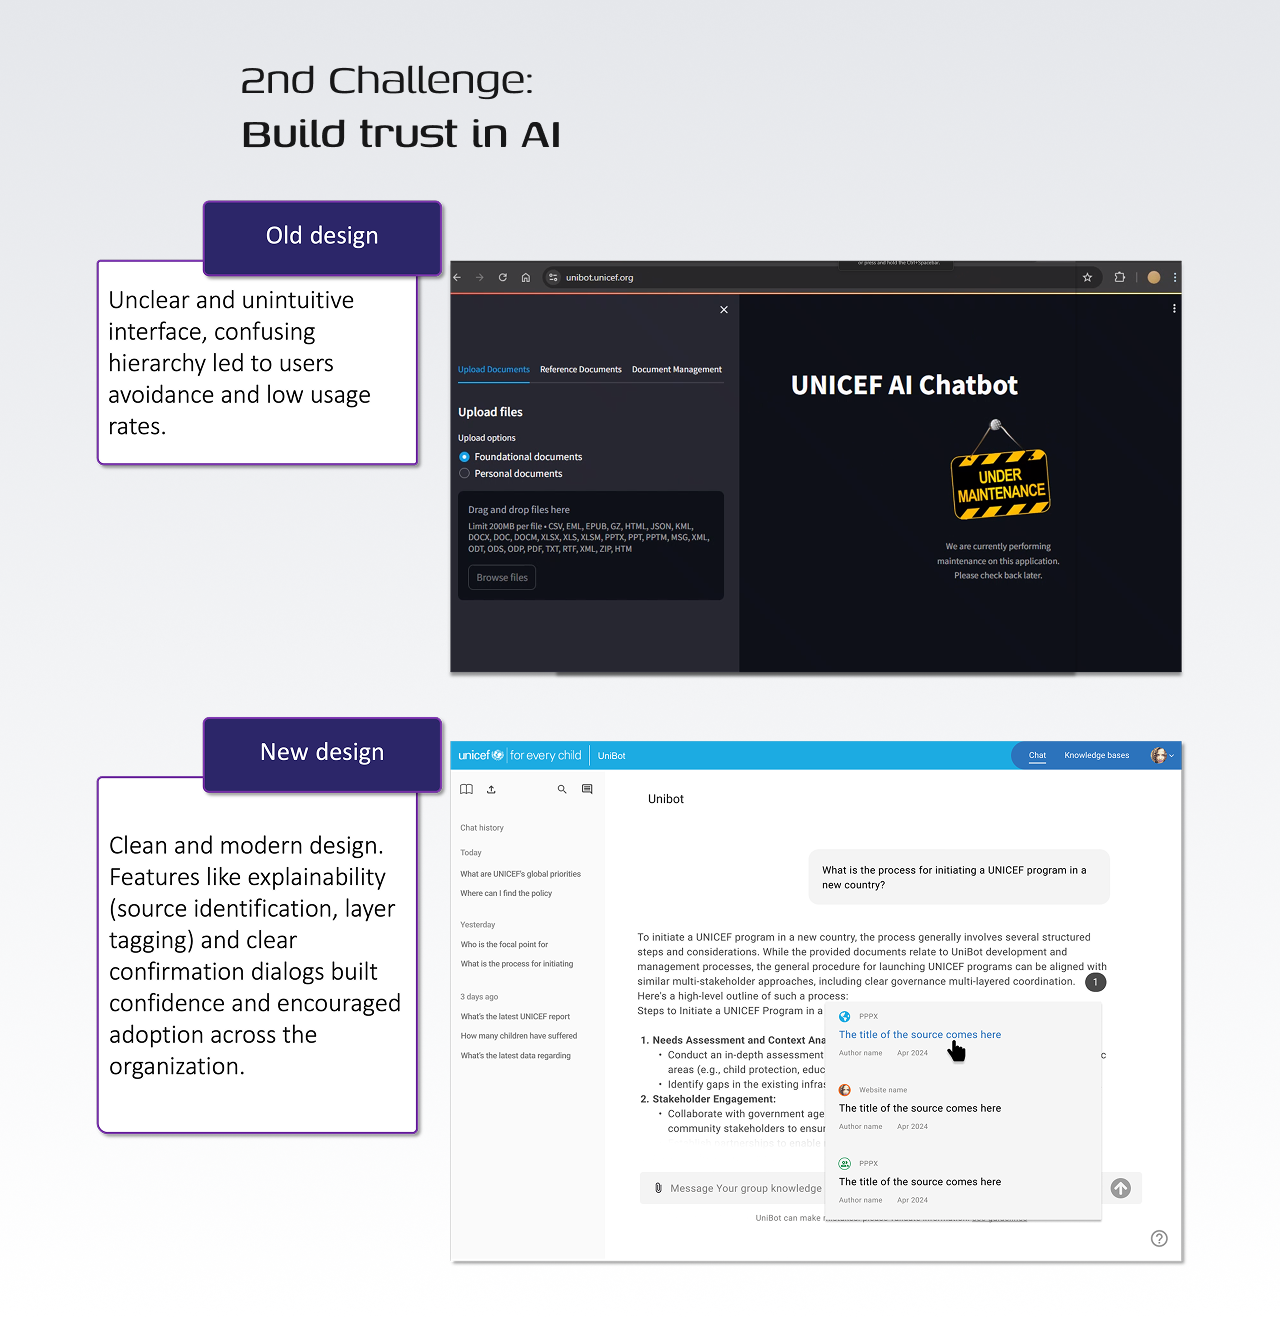 2nd Challenge:
Build trust in AI
Old design
Unclear and unintuitive
interface, confusing
hierarchy led to users
avoidance and low usage
rates.
or press and hold the Ctrl+Spacebar.
unibot.unicef.org
Upload Documents Reference Documents Document Management
Upload files
Upload options
Foundational documents
Personal documents
Drag and drop files here
Limit 200MB per file • CSV, EML, EPUB, GZ, HTML, JSON, KML,
DOCX, DOC, DOCM, XLSX, XLS, XLSM, PPTX, PPT, PPTM, MSG, XML,
ODT, ODS, ODP, PDF, TXT, RTF, XML, ZIP, HTM
Browse files
UNICEF AI Chatbot
UNDER
MAINTENANCE
We are currently performing
maintenance on this application.
Please check back later.
New design
Clean and modern design.
Features like explainability
(source identification, layer
tagging) and clear
confirmation dialogs built
confidence and encouraged
adoption across the
organization.
unicef for every child UniBot
Chat Knowledge bases
Chat history
Today
What are UNICEF's global priorities
Where can I find the policy
Yesterday
Who is the focal point for
What is the process for initiating
3 days ago
What's the latest UNICEF report
How many children have suffered
What's the latest data regarding
Unibot
What is the process for initiating a UNICEF program in a
new country?
To initiate a UNICEF program in a new country, the process generally involves several structured
steps and considerations. While the provided documents relate to UniBot development and
management processes, the general procedure for launching UNICEF programs can be aligned with
similar multi-stakeholder approaches, including clear governance multi-layered coordination. 1
Here's a high-level outline of such a process:
Steps to Initiate a UNICEF Program in a
1. Needs Assessment and Context Ana
• Conduct an in-depth assessment
areas (e.g., child protection, educ
• Identify gaps in the existing infras
2. Stakeholder Engagement:
• Collaborate with government age
community stakeholders to ensur
PPPX
The title of the source comes here
Author name Apr 2024
Website name
The title of the source comes here
Author name Apr 2024
PPPX
The title of the source comes here
Author name Apr 2024
Message Your group knowledge
UniBot can make